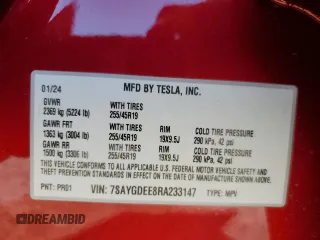 01/24 MFD BY TESLA, INC.
GVWR WITH TIRES
2369 kg (5224 lb) 255/45R19
GAWR FRT WITH TIRES RIM COLD TIRE PRESSURE
1363 kg (3004 lb) 255/45R19 19X9.5J 290 kPa, 42 psi
GAWR RR WITH TIRES RIM COLD TIRE PRESSURE
1500 kg (3306 lb) 255/45R19 19X9.5J 290 kPa, 42 psi
THIS VEHICLE CONFORMS TO ALL APPLICABLE U.S. FEDERAL MOTOR VEHICLE
SAFETY AND THEFT PREVENTION STANDARDS IN EFFECT ON THE DATE OF
MANUFACTURE SHOWN ABOVE.
PNT: PR01 VIN: 7SAYGDEE8RA233147 TYPE: MPV
DREAMBID.COM